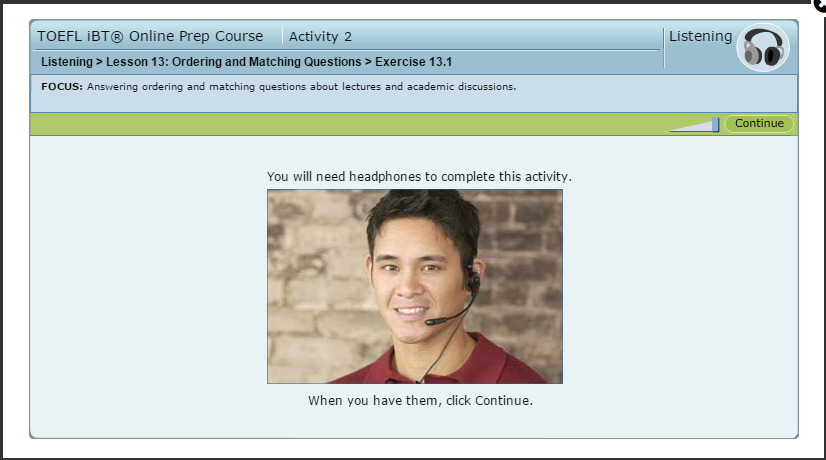 TOEFL iBT® Online Prep Course | Activity 2
Listening
Listening > Lesson 13: Ordering and Matching Questions > Exercise 13.1
FOCUS: Answering ordering and matching questions about lectures and academic discussions.
Continue
You will need headphones to complete this activity.
When you have them, click Continue.